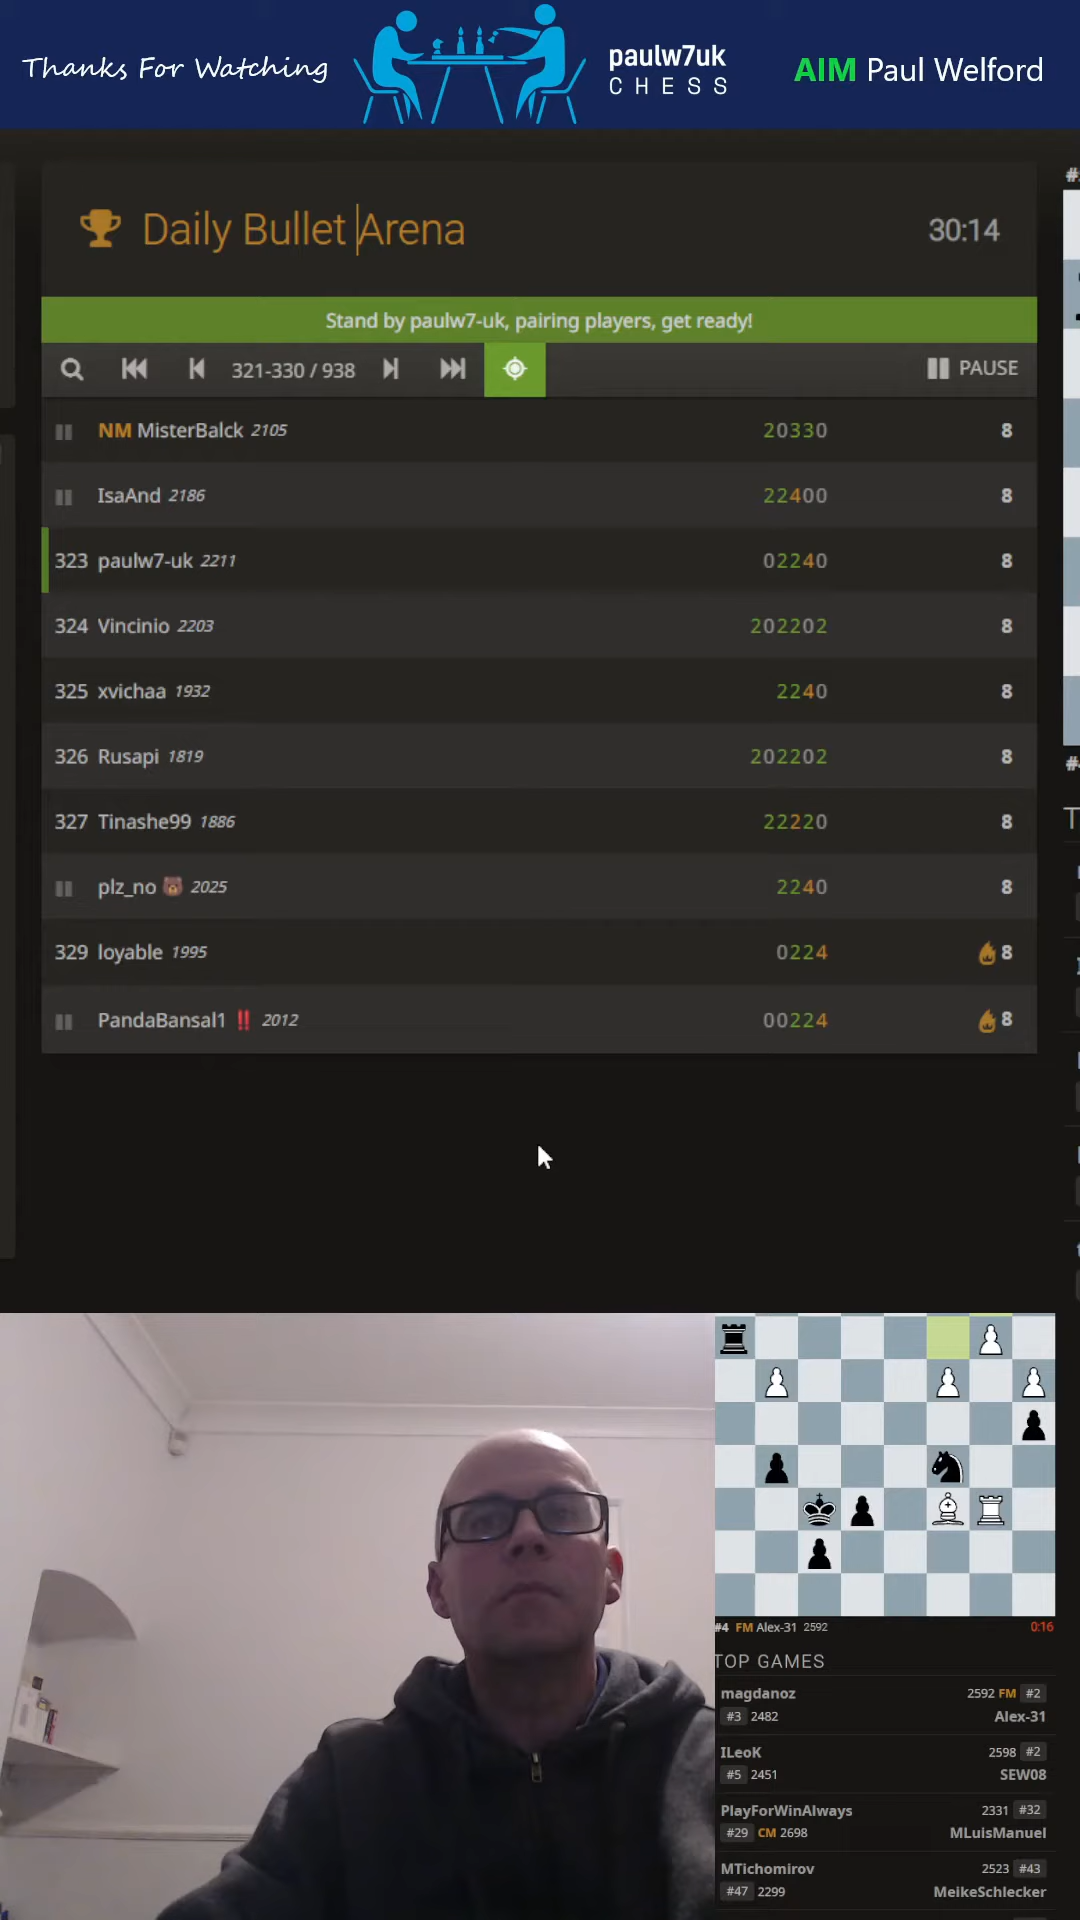 Thanks For Watching
paulw7uk
CHESS
AIM Paul Welford
Daily Bullet Arena
30:14
Stand by paulw7-uk, pairing players, get ready!
321-330 / 938
PAUSE
NM MisterBalck 2105 20330 8
IsaAnd 2186 22400 8
323 paulw7-uk 2211 02240 8
324 Vincinio 2203 202202 8
325 xvichaa 1932 2240 8
326 Rusapi 1819 202202 8
327 Tinashe99 1886 22220 8
plz_no 🐻 2025 2240 8
329 loyable 1995 0224 8
PandaBansal1 ‼ 2012 00224 8
#4 FM Alex-31 2592 0:16
TOP GAMES
magdanoz 2592 FM #2
#3 2482 Alex-31
ILeoK 2598 #2
#5 2451 SEW08
PlayForWinAlways 2331 #32
#29 CM 2698 MLuisManuel
MTichomirov 2523 #43
#47 2299 MeikeSchlecker